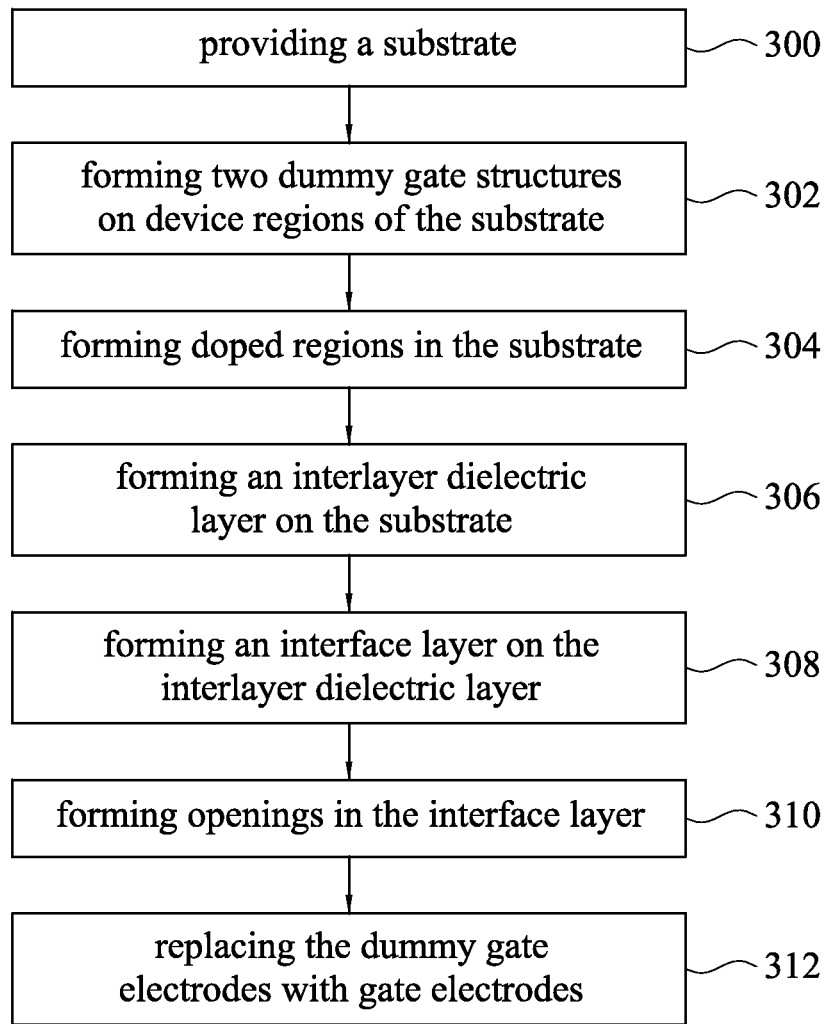 providing a substrate
300
forming two dummy gate structures
on device regions of the substrate
302
forming doped regions in the substrate
304
forming an interlayer dielectric
layer on the substrate
306
forming an interface layer on the
interlayer dielectric layer
308
forming openings in the interface layer
310
replacing the dummy gate
electrodes with gate electrodes
312